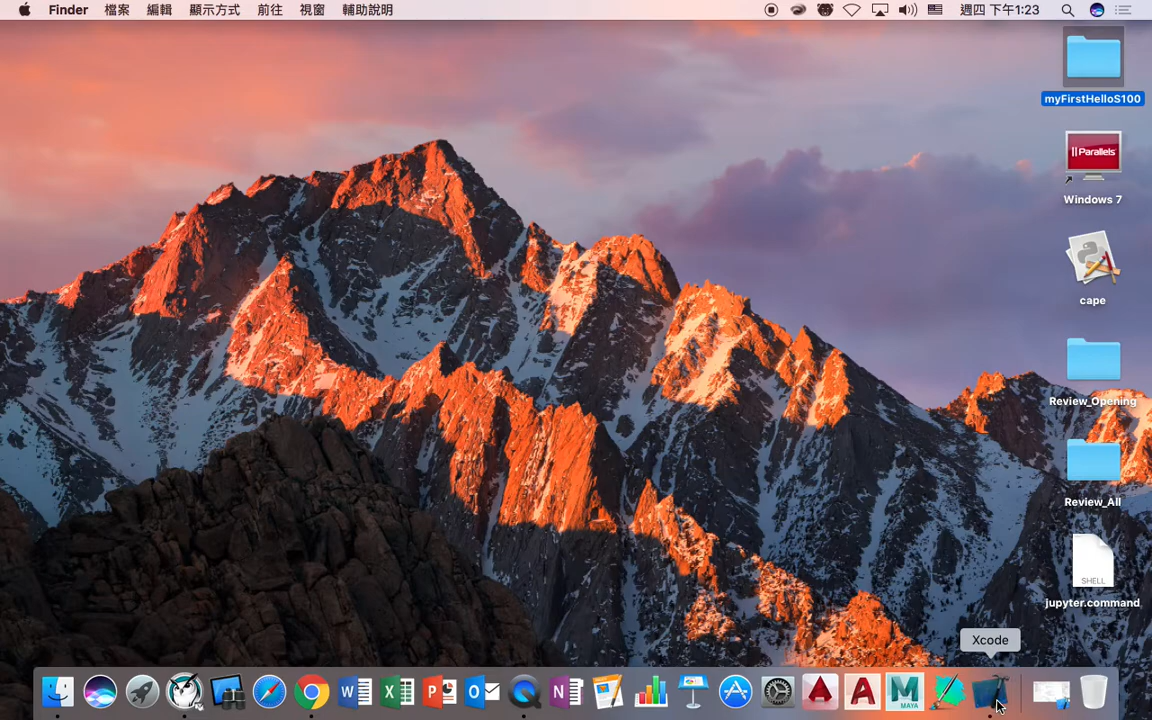 Finder 檔案 編輯 顯示方式 前往 視窗 輔助說明 週四 下午1:23
myFirstHelloS100
Parallels
Windows 7
cape
Review_Opening
Review_All
SHELL
jupyter.command
Xcode
W X P O N A A MAYA